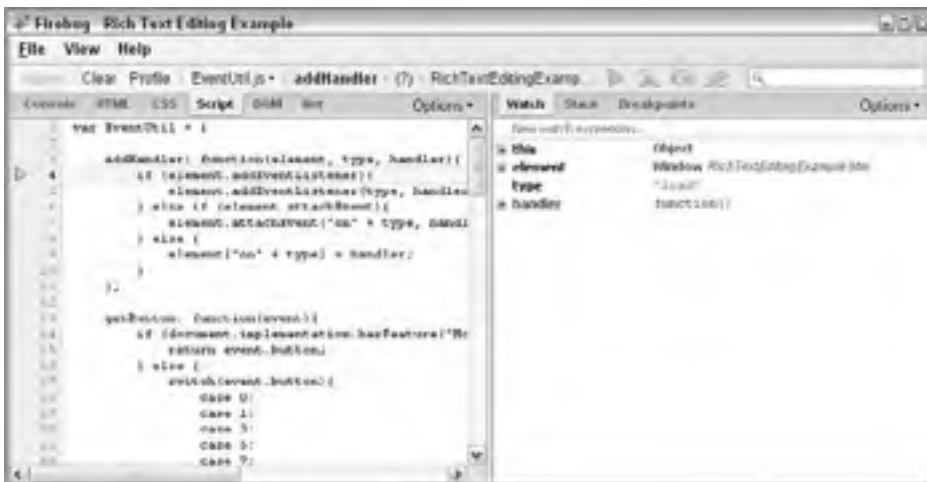 Firebug - Rich Text Editing Example
File View Help
Clear Profile EventUtil.js ▾ addHandler (?) RichTextEditingExamp
Console HTML CSS Script DOM Net Options ▾
Watch Stack Breakpoints Options ▾
New watch expression...
this Object
element Window RichTextEditingExample.htm
type "load"
handler function()
var EventUtil = {
addHandler: function(element, type, handler){
4 if (element.addEventListener){
element.addEventListener(type, handler
} else if (element.attachEvent){
element.attachEvent("on" + type, handl
} else {
element["on" + type] = handler;
}
},
getButton: function(event){
if (document.implementation.hasFeature("Mo
return event.button;
} else {
switch(event.button){
case 0:
case 1:
case 3:
case 5:
case 7: